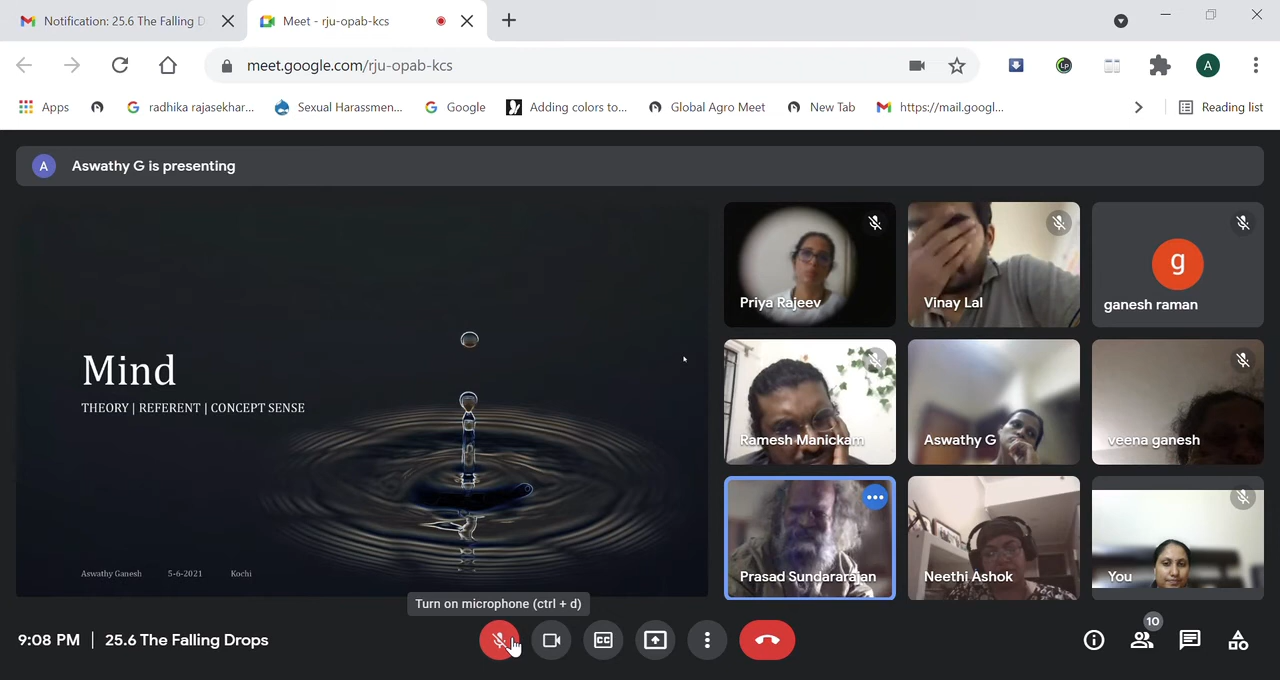 Notification: 25.6 The Falling D
Meet - rju-opab-kcs
meet.google.com/rju-opab-kcs
LP
A
Apps
radhika rajasekhar...
Sexual Harassmen...
Google
Adding colors to...
Global Agro Meet
New Tab
https://mail.googl...
Reading list
A
Aswathy G is presenting
Mind
THEORY | REFERENT | CONCEPT SENSE
Aswathy Ganesh 5-6-2021 Kochi
Priya Rajeev
Vinay Lal
g
ganesh raman
Ramesh Manickam
Aswathy G
veena ganesh
Prasad Sundararajan
Neethi Ashok
You
Turn on microphone (ctrl + d)
9:08 PM | 25.6 The Falling Drops
CC
10